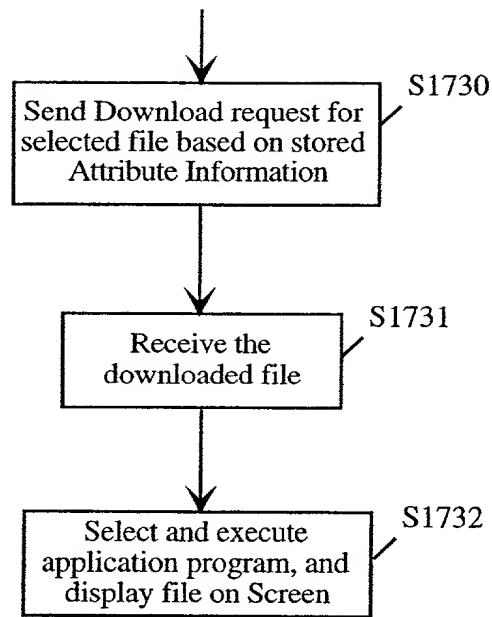 S1730
Send Download request for
selected file based on stored
Attribute Information
S1731
Receive the
downloaded file
S1732
Select and execute
application program, and
display file on Screen